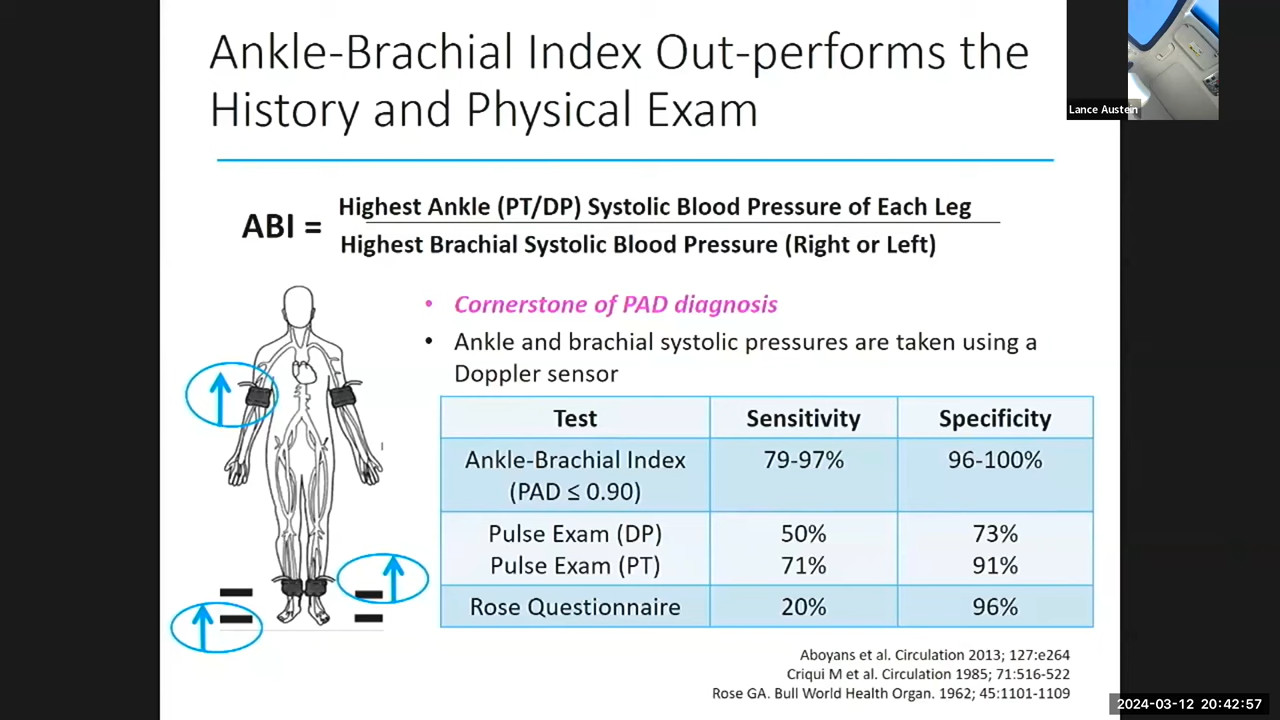 Ankle-Brachial Index Out-performs the
History and Physical Exam
Lance Austein
ABI =
Highest Ankle (PT/DP) Systolic Blood Pressure of Each Leg
Highest Brachial Systolic Blood Pressure (Right or Left)
• Cornerstone of PAD diagnosis
• Ankle and brachial systolic pressures are taken using a
Doppler sensor
Test Sensitivity Specificity
Ankle-Brachial Index 79-97% 96-100%
(PAD ≤ 0.90)
Pulse Exam (DP) 50% 73%
Pulse Exam (PT) 71% 91%
Rose Questionnaire 20% 96%
Aboyans et al. Circulation 2013; 127:e264
Criqui M et al. Circulation 1985; 71:516-522
Rose GA. Bull World Health Organ. 1962; 45:1101-1109
2024-03-12 20:42:57